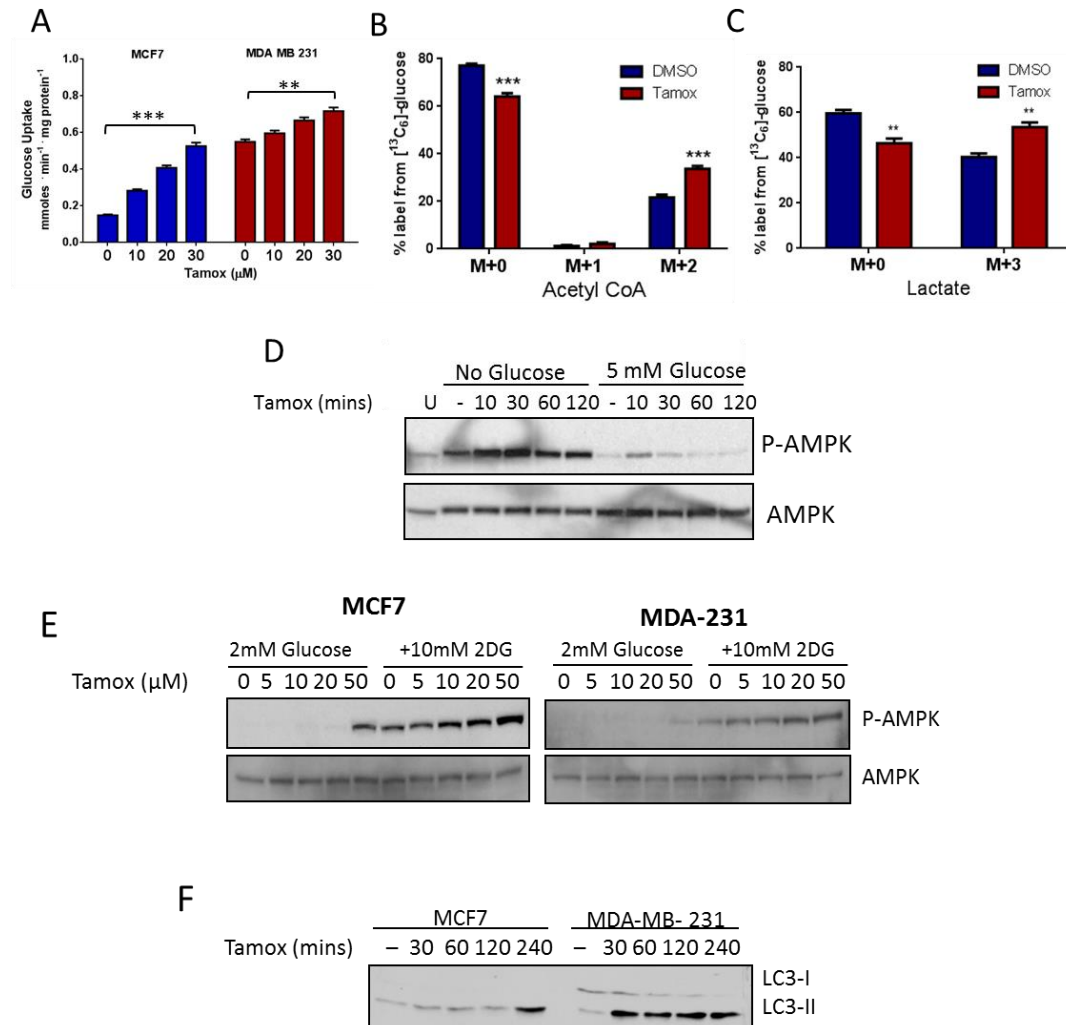 A
MCF7 MDA MB 231
Glucose Uptake
mmoles · min⁻¹ · mg protein⁻¹
1.0
0.8
0.6
0.4
0.2
0.0
*** **
0 10 20 30 0 10 20 30
Tamox (μM)
B
% label from [¹³C₆]-glucose
80
60
40
20
0
DMSO
Tamox
*** ***
M+0 M+1 M+2
Acetyl CoA
C
% label from [¹³C₆]-glucose
80
60
40
20
0
DMSO
Tamox
** **
M+0 M+3
Lactate
D
No Glucose 5 mM Glucose
Tamox (mins) U - 10 30 60 120 - 10 30 60 120
P-AMPK
AMPK
E
MCF7 MDA-231
2mM Glucose +10mM 2DG 2mM Glucose +10mM 2DG
Tamox (μM) 0 5 10 20 50 0 5 10 20 50 0 5 10 20 50 0 5 10 20 50
P-AMPK
AMPK
F
MCF7 MDA-MB- 231
Tamox (mins) – 30 60 120 240 – 30 60 120 240
LC3-I
LC3-II